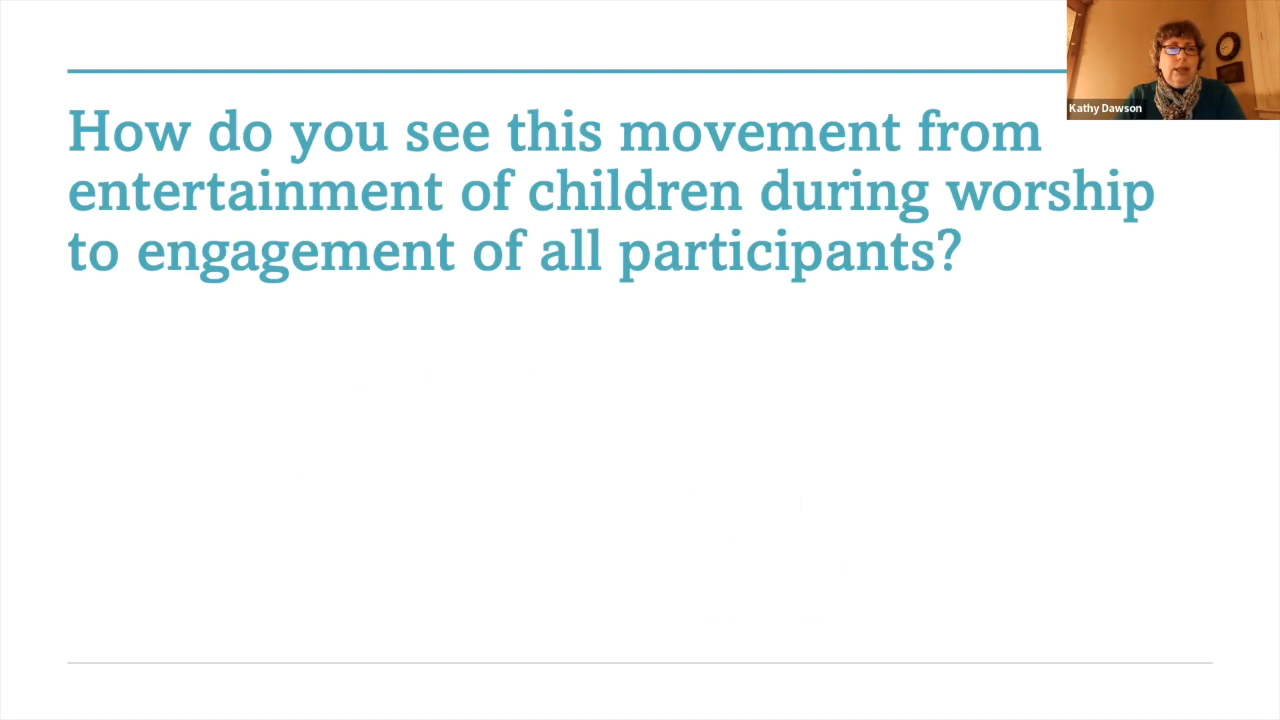 How do you see this movement from
entertainment of children during worship
to engagement of all participants?
Kathy Dawson